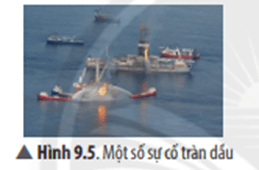 ▲ Hình 9.5. Một số sự cố tràn dầu